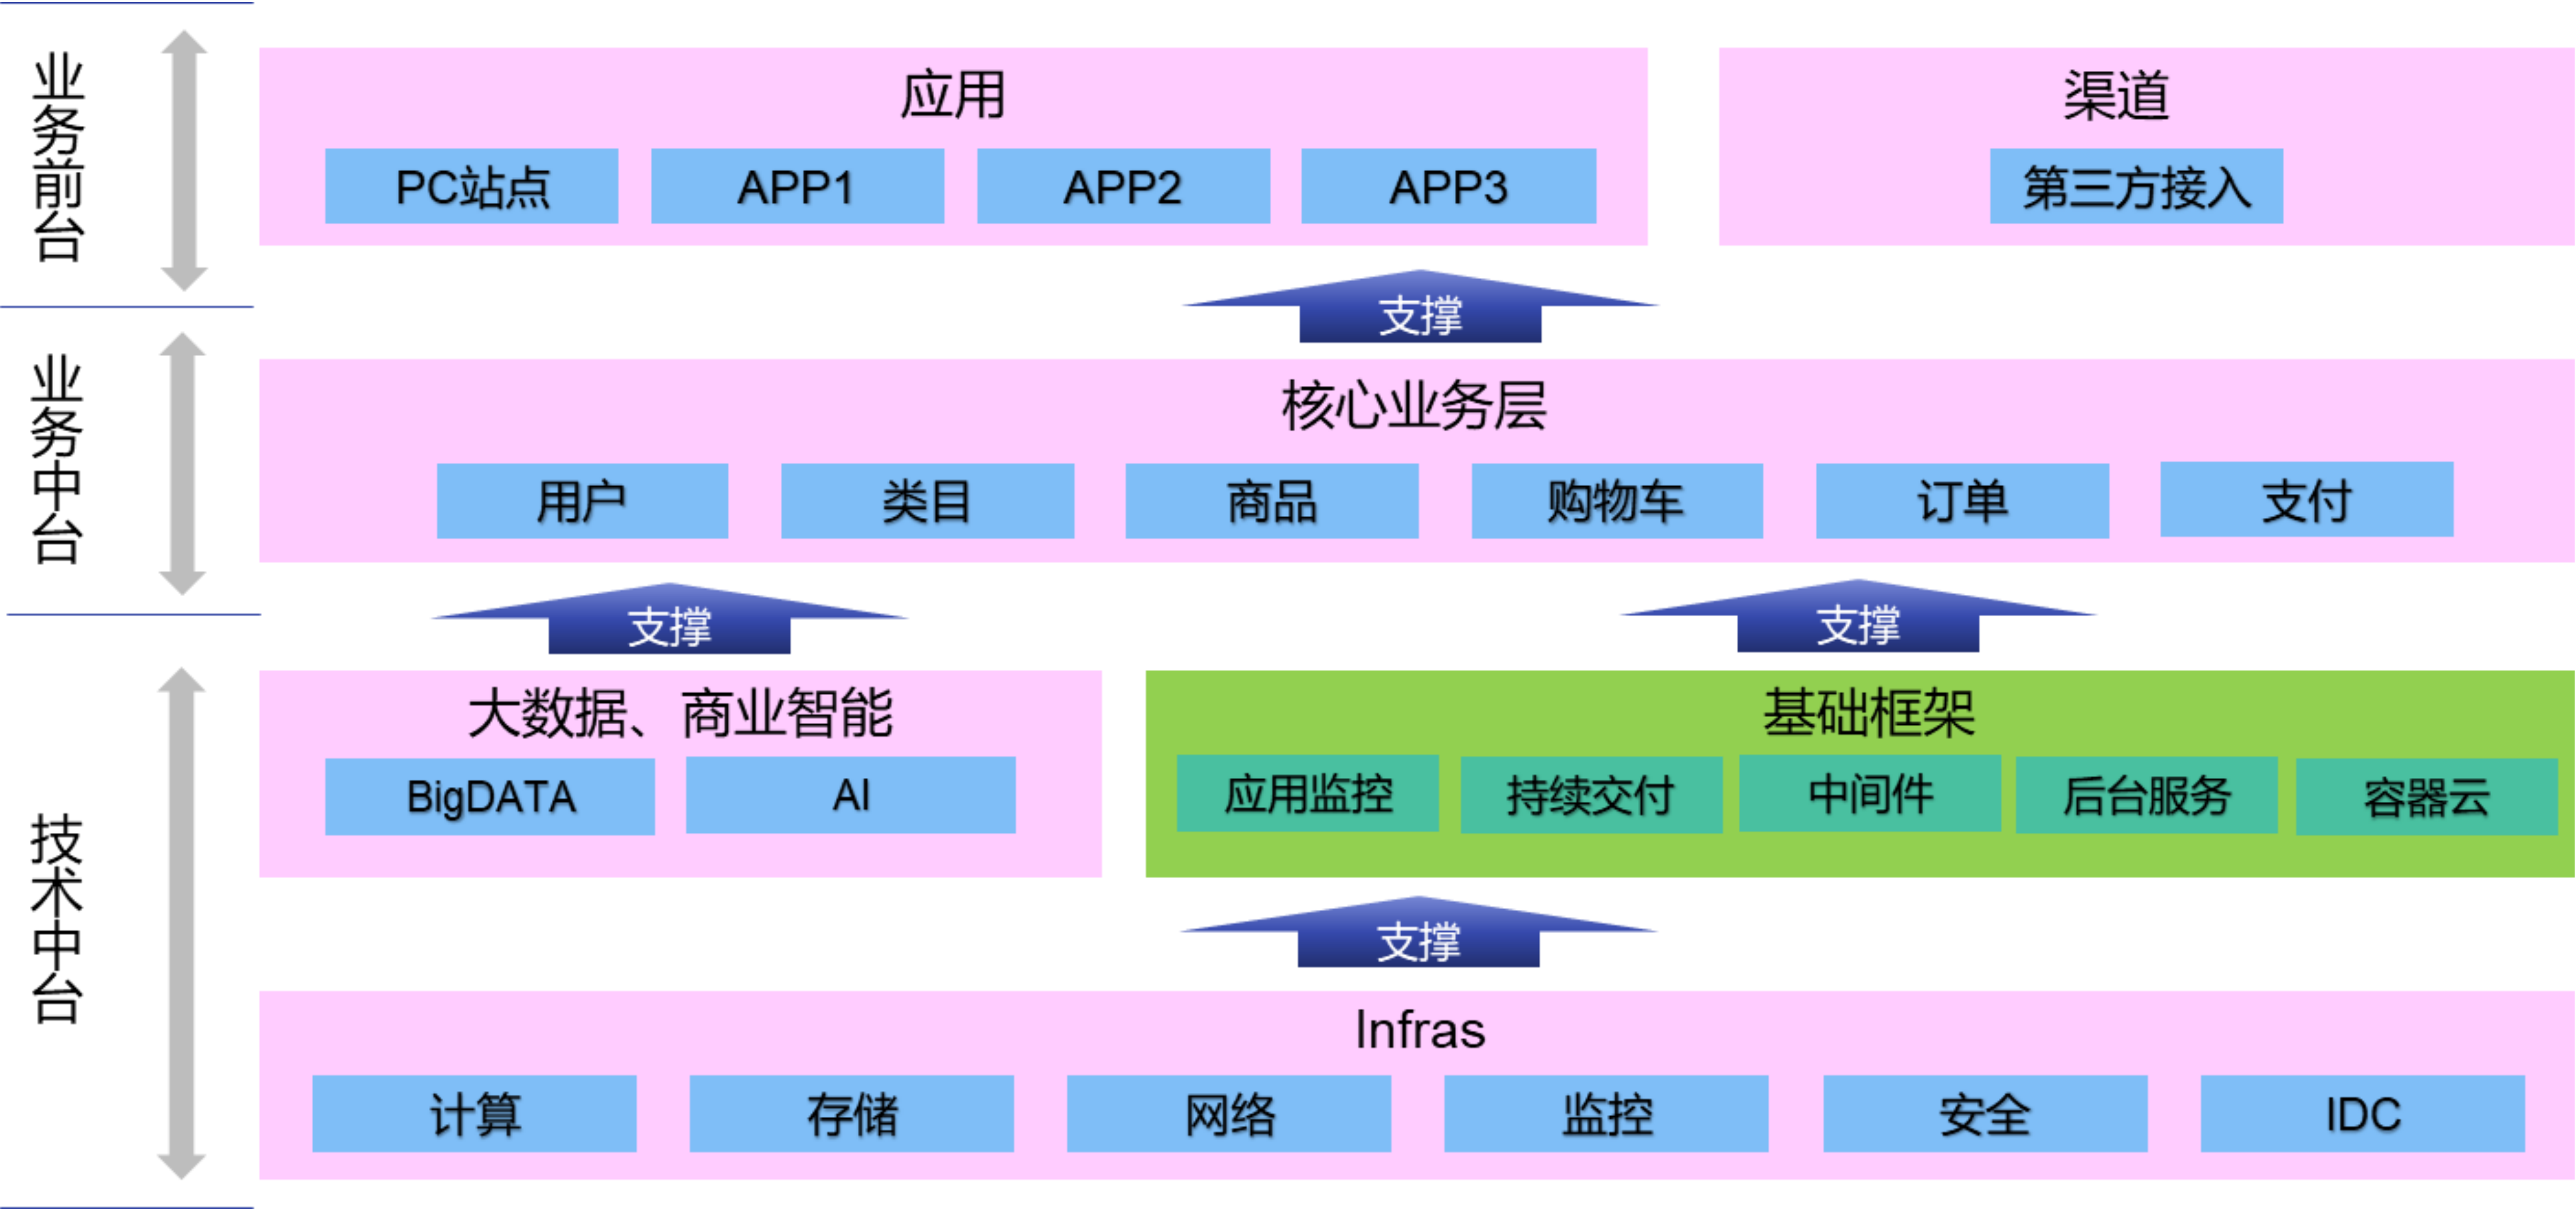 业务前台
应用
PC站点
APP1
APP2
APP3
渠道
第三方接入
支撑
业务中台
核心业务层
用户
类目
商品
购物车
订单
支付
支撑
支撑
技术中台
大数据、商业智能
BigDATA
AI
基础框架
应用监控
持续交付
中间件
后台服务
容器云
支撑
Infras
计算
存储
网络
监控
安全
IDC